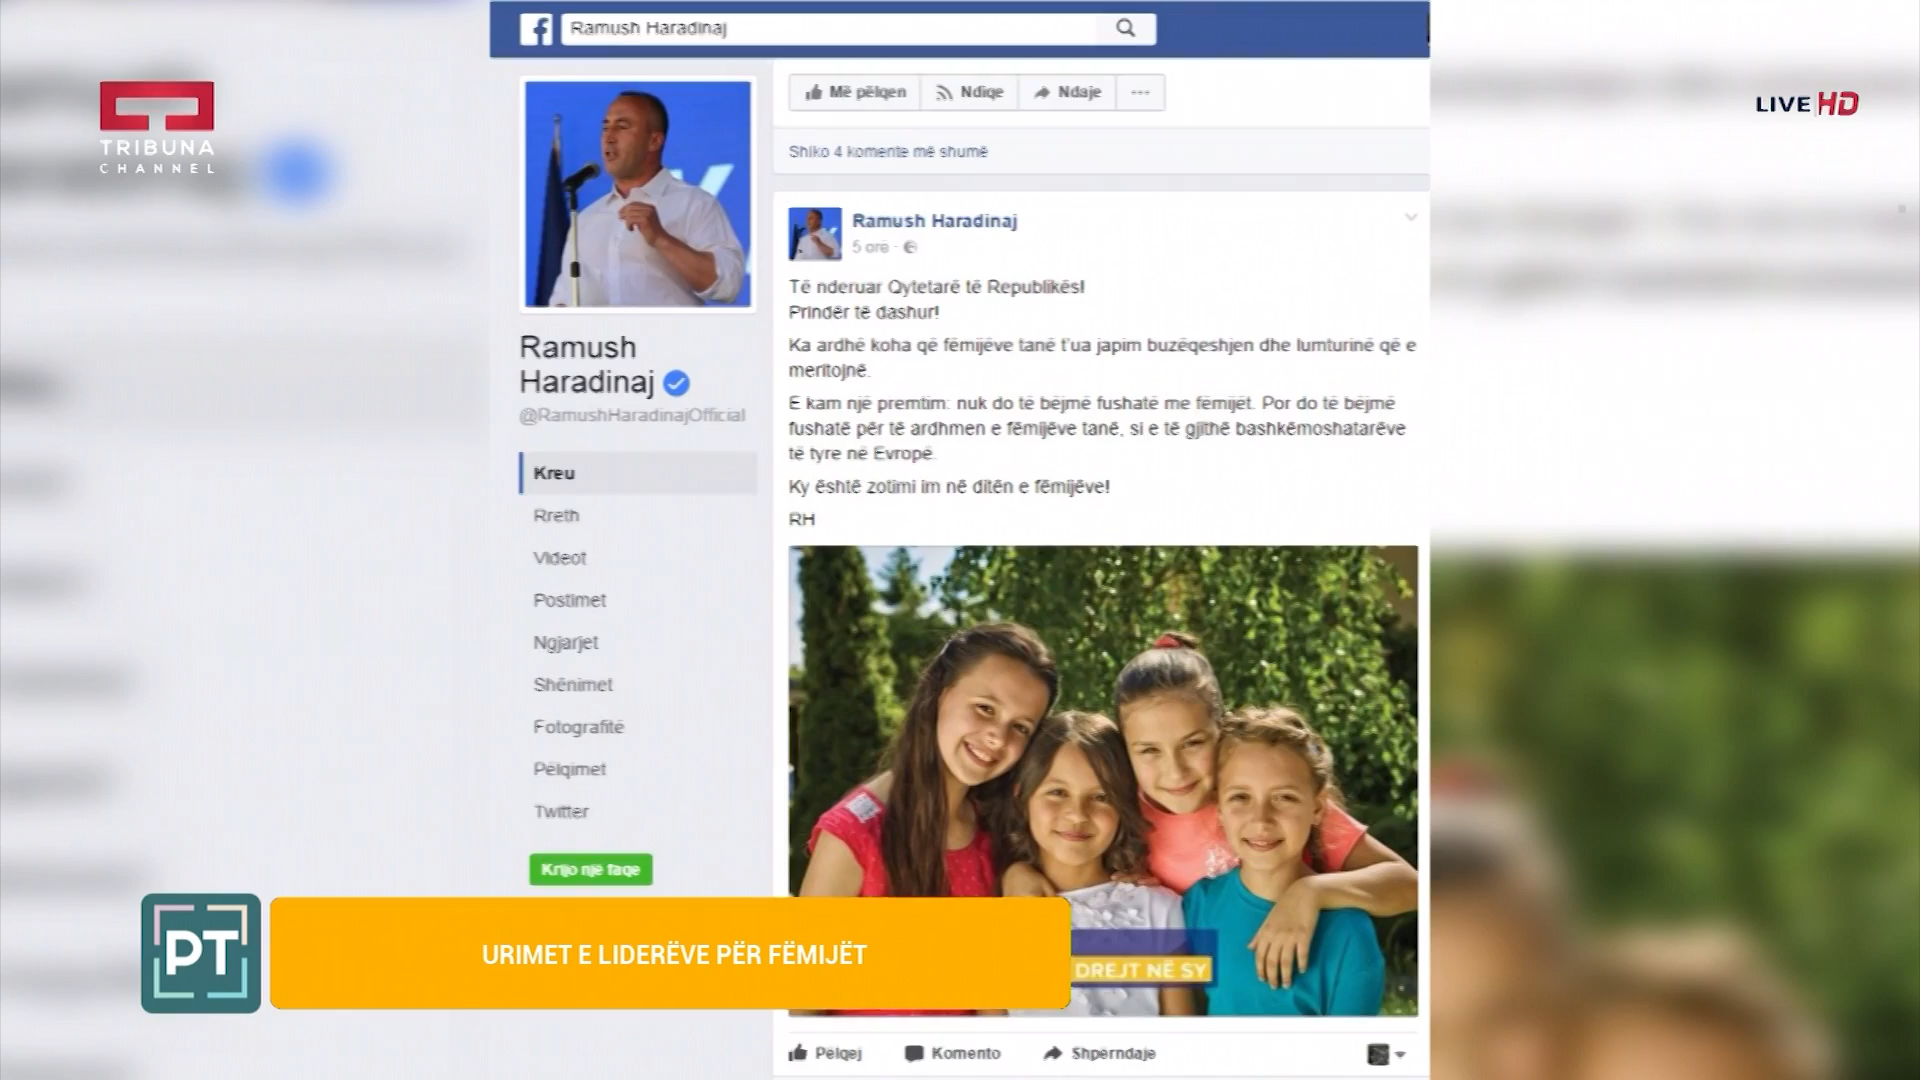 Ramush Haradinaj
TRIBUNA
CHANNEL
LIVE HD
Më pëlqen
Ndiqe
Ndaje
Shiko 4 komente më shumë
Ramush Haradinaj
5 orë
Të nderuar Qytetarë të Republikës!
Prindër të dashur!
Ka ardhë koha që fëmijëve tanë t'ua japim buzëqeshjen dhe lumturinë që e
meritojnë.
E kam një premtim: nuk do të bëjmë fushatë me fëmijët. Por do të bëjmë
fushatë për të ardhmen e fëmijëve tanë, si e të gjithë bashkëmoshatarëve
të tyre në Evropë.
Ky është zotimi im në ditën e fëmijëve!
RH
Ramush
Haradinaj
@RamushHaradinajOfficial
Kreu
Rreth
Videot
Postimet
Ngjarjet
Shënimet
Fotografitë
Pëlqimet
Twitter
Krijo një faqe
PT
URIMET E LIDERËVE PËR FËMIJËT
DREJT NË SY
Pëlqej
Komento
Shpërndaje